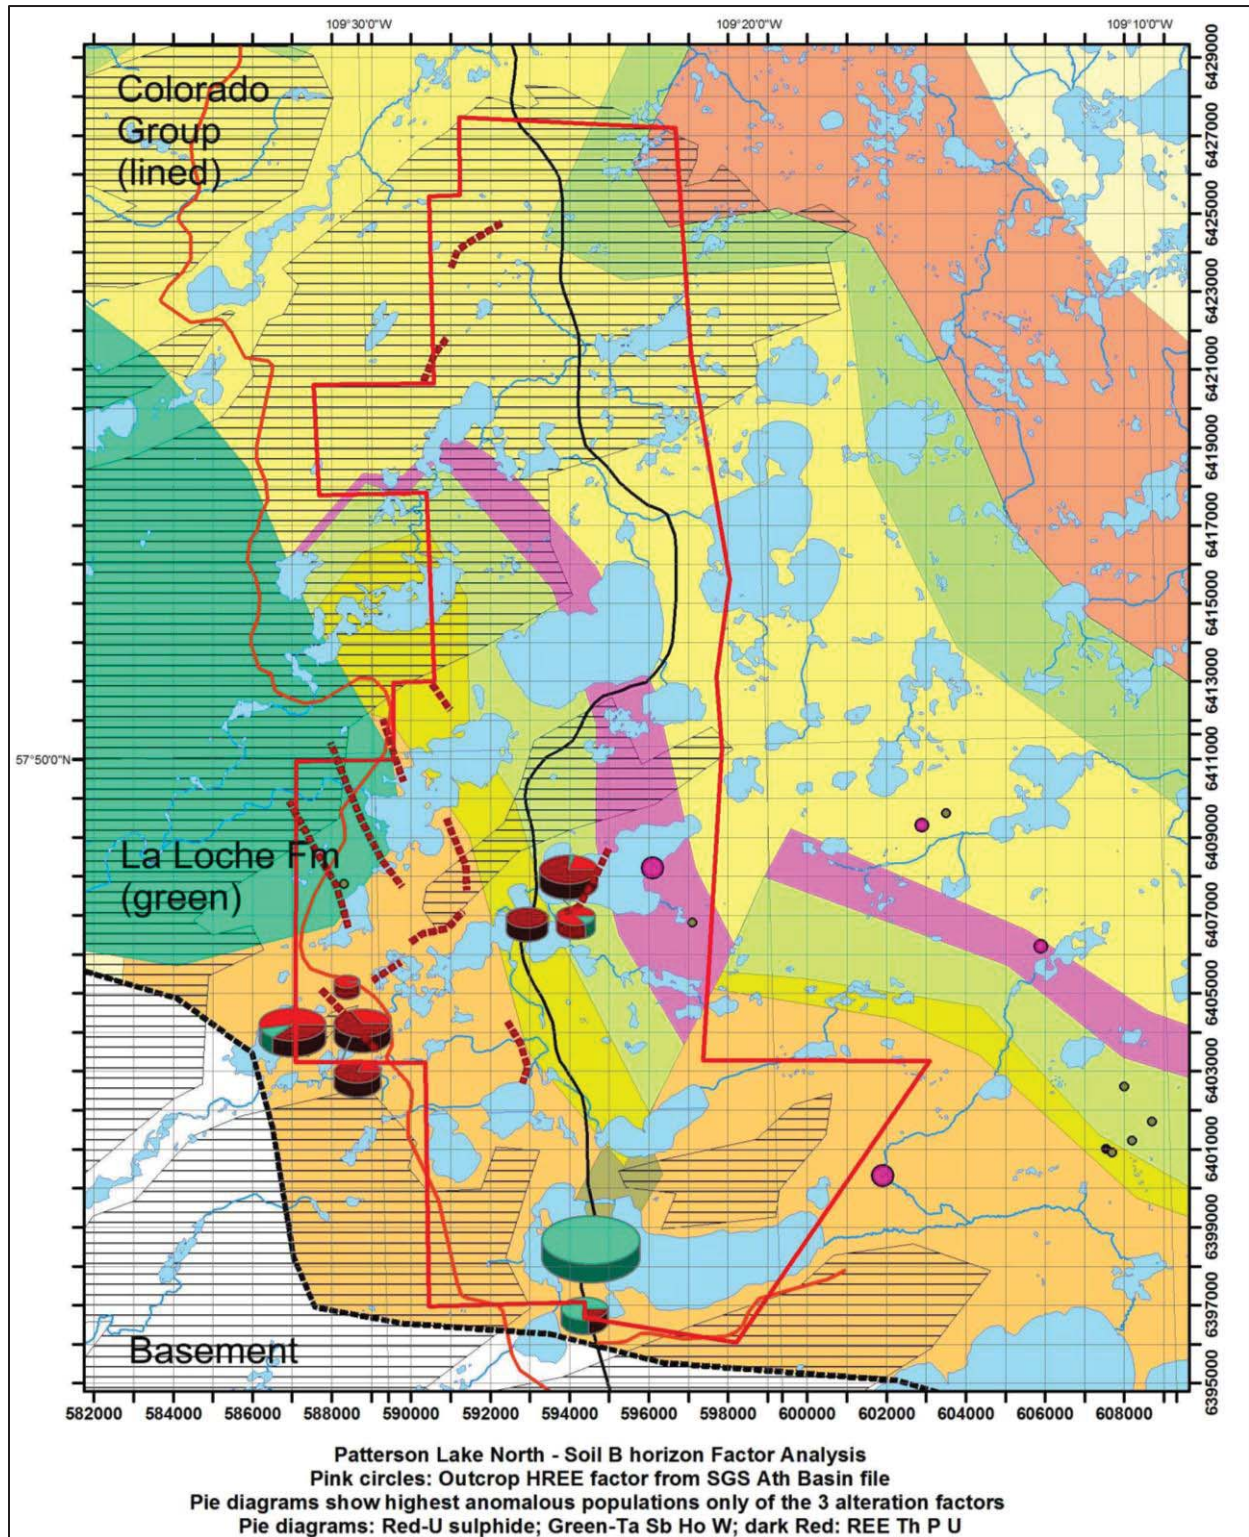 109°30'0"W 109°20'0"W 109°10'0"W
6429000
6427000
6425000
6423000
6421000
6419000
6417000
6415000
6413000
6411000
6409000
6407000
6405000
6403000
6401000
6399000
6397000
6395000
Colorado
Group
(lined)
57°50'0"N
La Loche Fm
(green)
Basement
582000 584000 586000 588000 590000 592000 594000 596000 598000 600000 602000 604000 606000 608000
Patterson Lake North - Soil B horizon Factor Analysis
Pink circles: Outcrop HREE factor from SGS Ath Basin file
Pie diagrams show highest anomalous populations only of the 3 alteration factors
Pie diagrams: Red-U sulphide; Green-Ta Sb Ho W; dark Red: REE Th P U